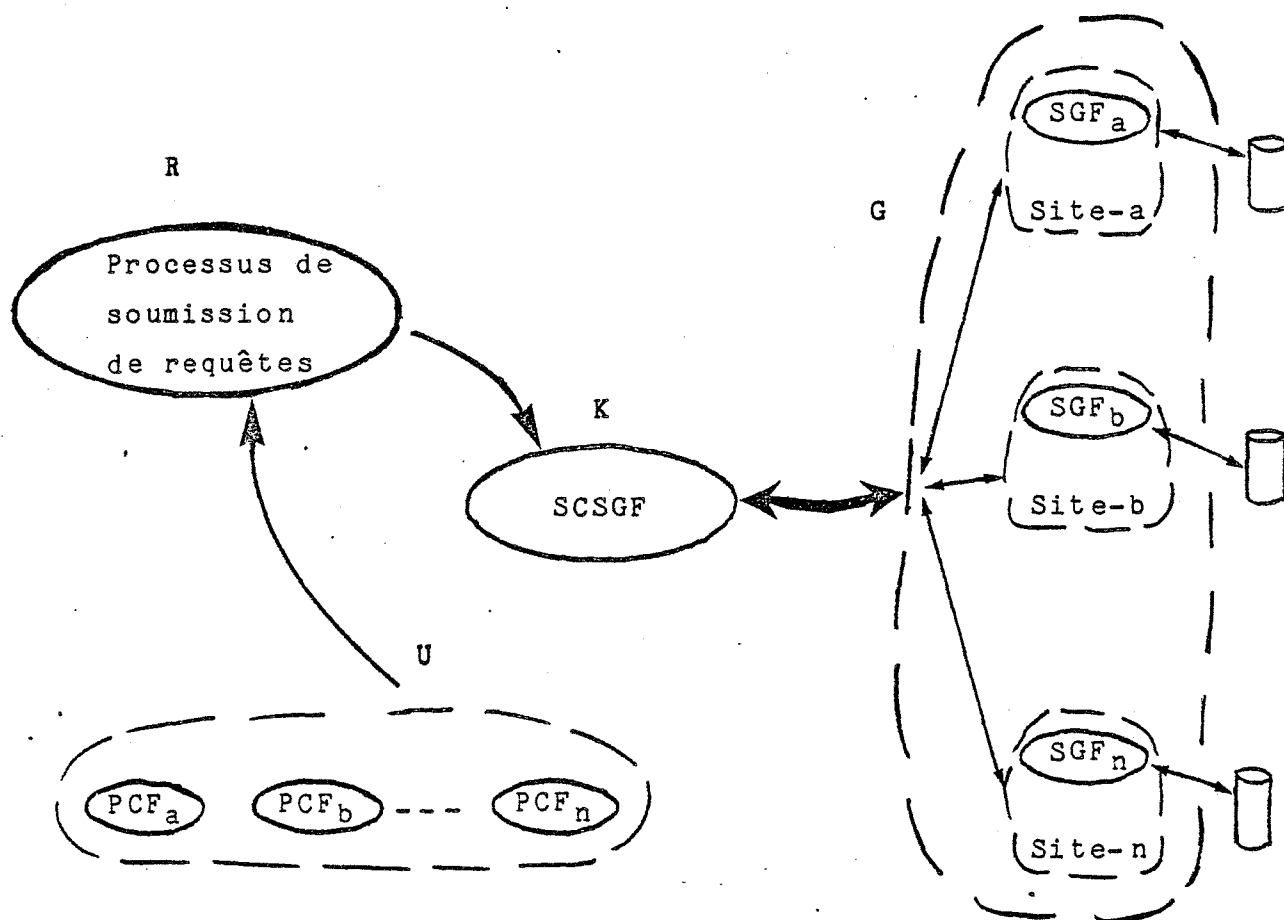 R
Processus de
soumission
de requêtes
K
SCSGF
U
PCFa
PCFb
---
PCFn
G
SGFa
Site-a
SGFb
Site-b
SGFn
Site-n